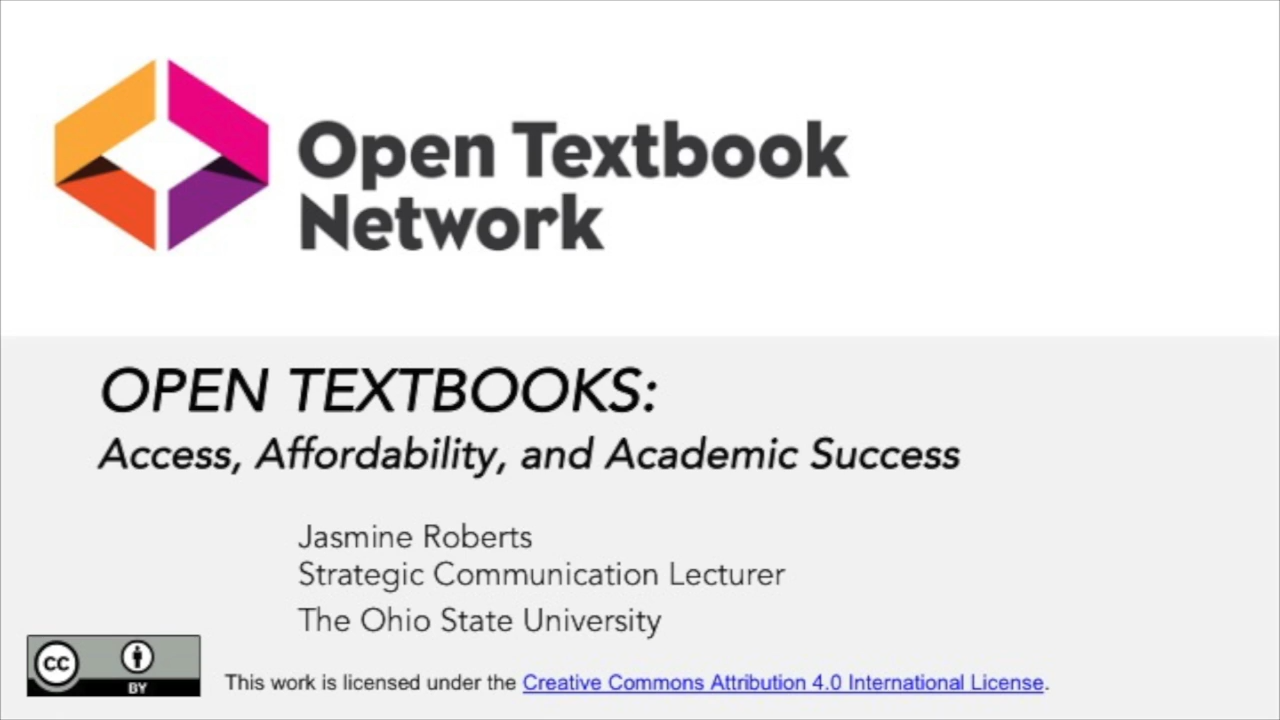 Open Textbook
Network
OPEN TEXTBOOKS:
Access, Affordability, and Academic Success
Jasmine Roberts
Strategic Communication Lecturer
The Ohio State University
cc
BY
This work is licensed under the Creative Commons Attribution 4.0 International License.